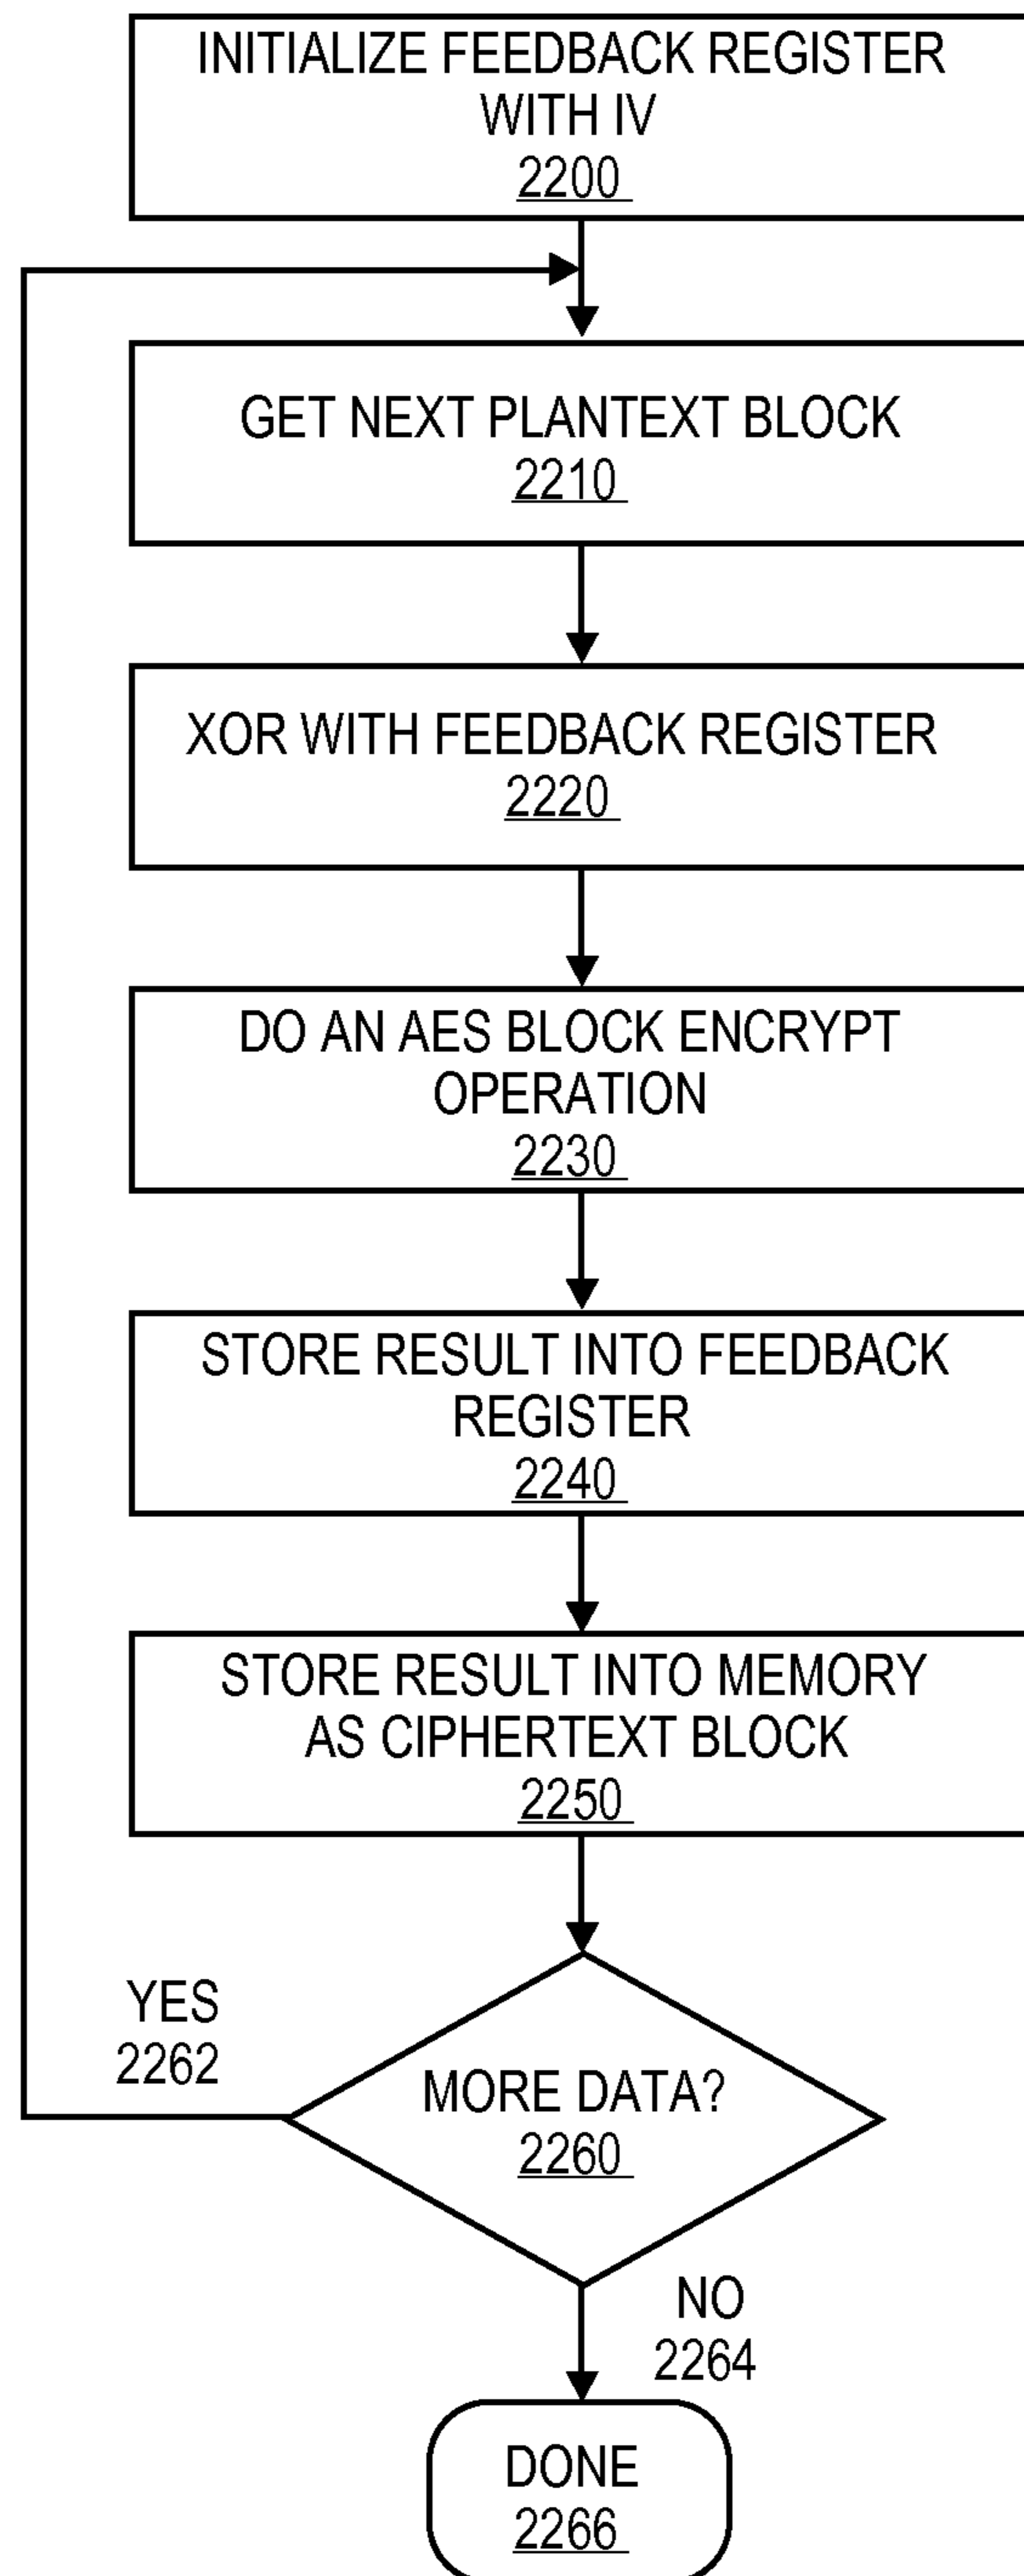 INITIALIZE FEEDBACK REGISTER
WITH IV
2200
GET NEXT PLANTEXT BLOCK
2210
XOR WITH FEEDBACK REGISTER
2220
DO AN AES BLOCK ENCRYPT
OPERATION
2230
STORE RESULT INTO FEEDBACK
REGISTER
2240
STORE RESULT INTO MEMORY
AS CIPHERTEXT BLOCK
2250
YES
2262
MORE DATA?
2260
NO
2264
DONE
2266